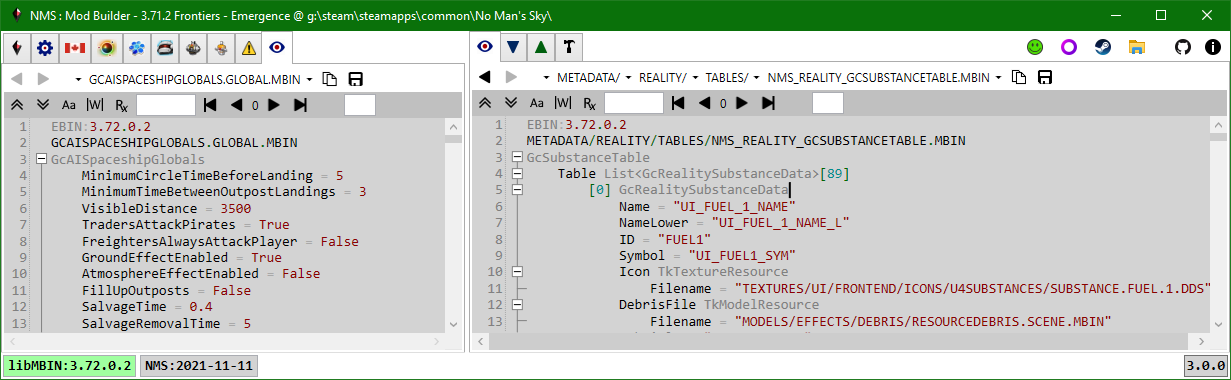 NMS : Mod Builder - 3.71.2 Frontiers - Emergence @ g:\steam\steamapps\common\No Man's Sky\
GCAISPACESHIPGLOBALS.GLOBAL.MBIN
Aa |W| Rx 0
1 EBIN:3.72.0.2
2 GCAISPACESHIPGLOBALS.GLOBAL.MBIN
3 GcAISpaceshipGlobals
4 MinimumCircleTimeBeforeLanding = 5
5 MinimumTimeBetweenOutpostLandings = 3
6 VisibleDistance = 3500
7 TradersAttackPirates = True
8 FreightersAlwaysAttackPlayer = False
9 GroundEffectEnabled = True
10 AtmosphereEffectEnabled = False
11 FillUpOutposts = False
12 SalvageTime = 0.4
13 SalvageRemovalTime = 5
METADATA/ REALITY/ TABLES/ NMS_REALITY_GCSUBSTANCETABLE.MBIN
Aa |W| Rx 0
1 EBIN:3.72.0.2
2 METADATA/REALITY/TABLES/NMS_REALITY_GCSUBSTANCETABLE.MBIN
3 GcSubstanceTable
4 Table List<GcRealitySubstanceData>[89]
5 [0] GcRealitySubstanceData
6 Name = "UI_FUEL_1_NAME"
7 NameLower = "UI_FUEL_1_NAME_L"
8 ID = "FUEL1"
9 Symbol = "UI_FUEL1_SYM"
10 Icon TkTextureResource
11 Filename = "TEXTURES/UI/FRONTEND/ICONS/U4SUBSTANCES/SUBSTANCE.FUEL.1.DDS"
12 DebrisFile TkModelResource
13 Filename = "MODELS/EFFECTS/DEBRIS/RESOURCEDEBRIS.SCENE.MBIN"
libMBIN:3.72.0.2 NMS:2021-11-11 3.0.0